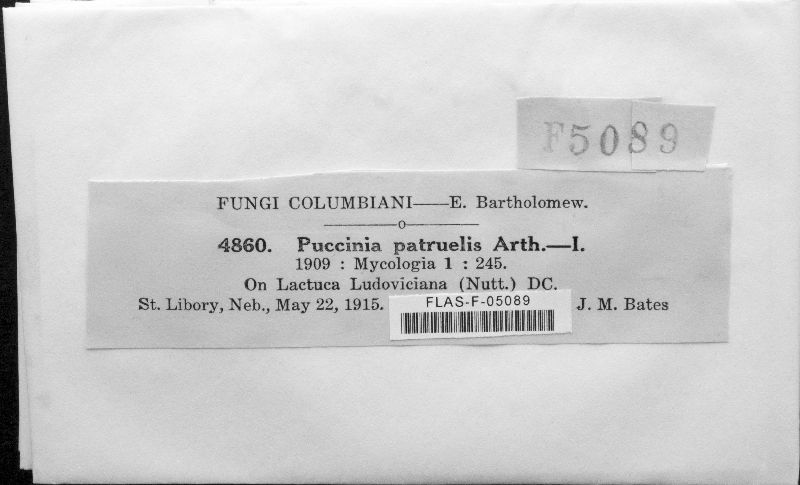 F5089
FUNGI COLUMBIANI——E. Bartholomew.
4860. Puccinia patruelis Arth.—I.
1909 : Mycologia 1 : 245.
On Lactuca Ludoviciana (Nutt.) DC.
St. Libory, Neb., May 22, 1915. J. M. Bates
FLAS-F-05089